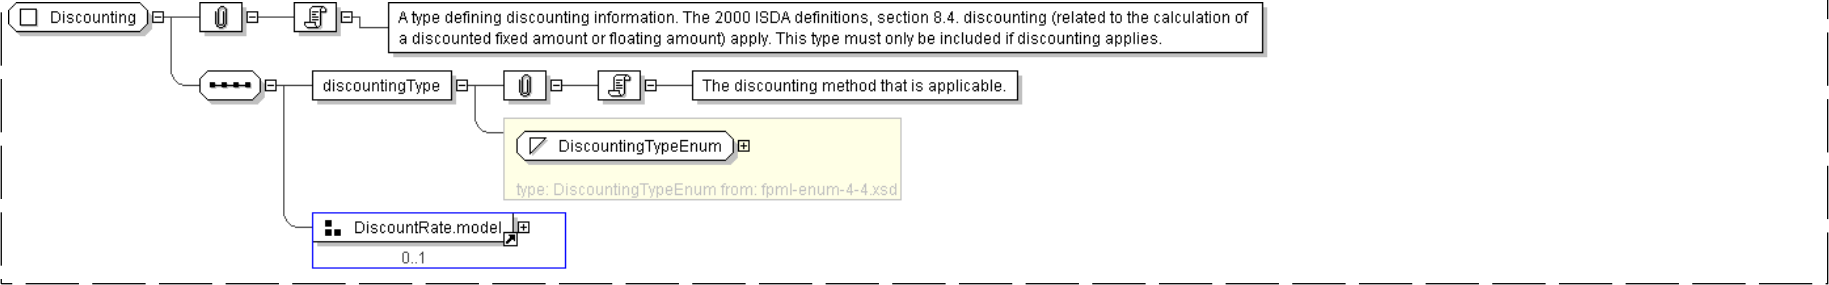 Discounting
A type defining discounting information. The 2000 ISDA definitions, section 8.4. discounting (related to the calculation of
a discounted fixed amount or floating amount) apply. This type must only be included if discounting applies.
discountingType
The discounting method that is applicable.
DiscountingTypeEnum
type: DiscountingTypeEnum from: fpml-enum-4-4.xsd
DiscountRate.model
0..1